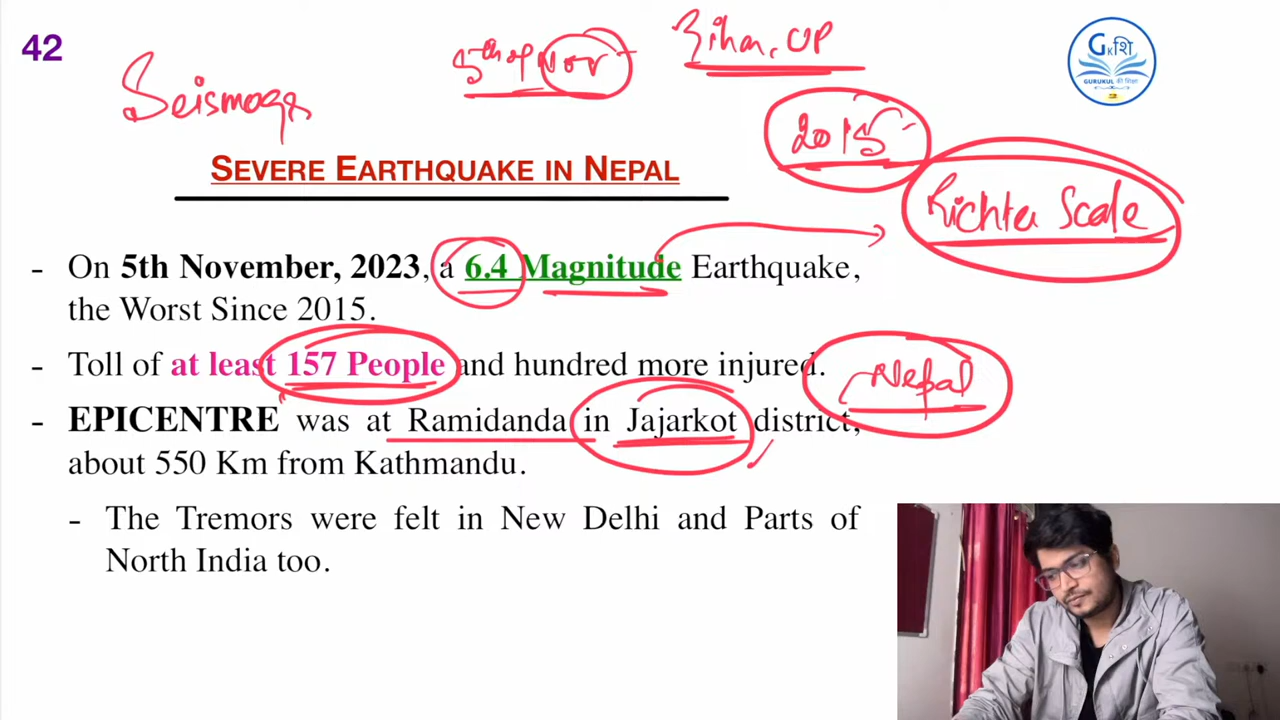 42
5th of Nov
Bihar, UP
GKशि
GURUKUL की शिक्षा
Seismogr
2015
SEVERE EARTHQUAKE IN NEPAL
Richter Scale
- On 5th November, 2023, a 6.4 Magnitude Earthquake,
the Worst Since 2015.
- Toll of at least 157 People and hundred more injured.
Nepal
- EPICENTRE was at Ramidanda in Jajarkot district,
about 550 Km from Kathmandu.
- The Tremors were felt in New Delhi and Parts of
North India too.